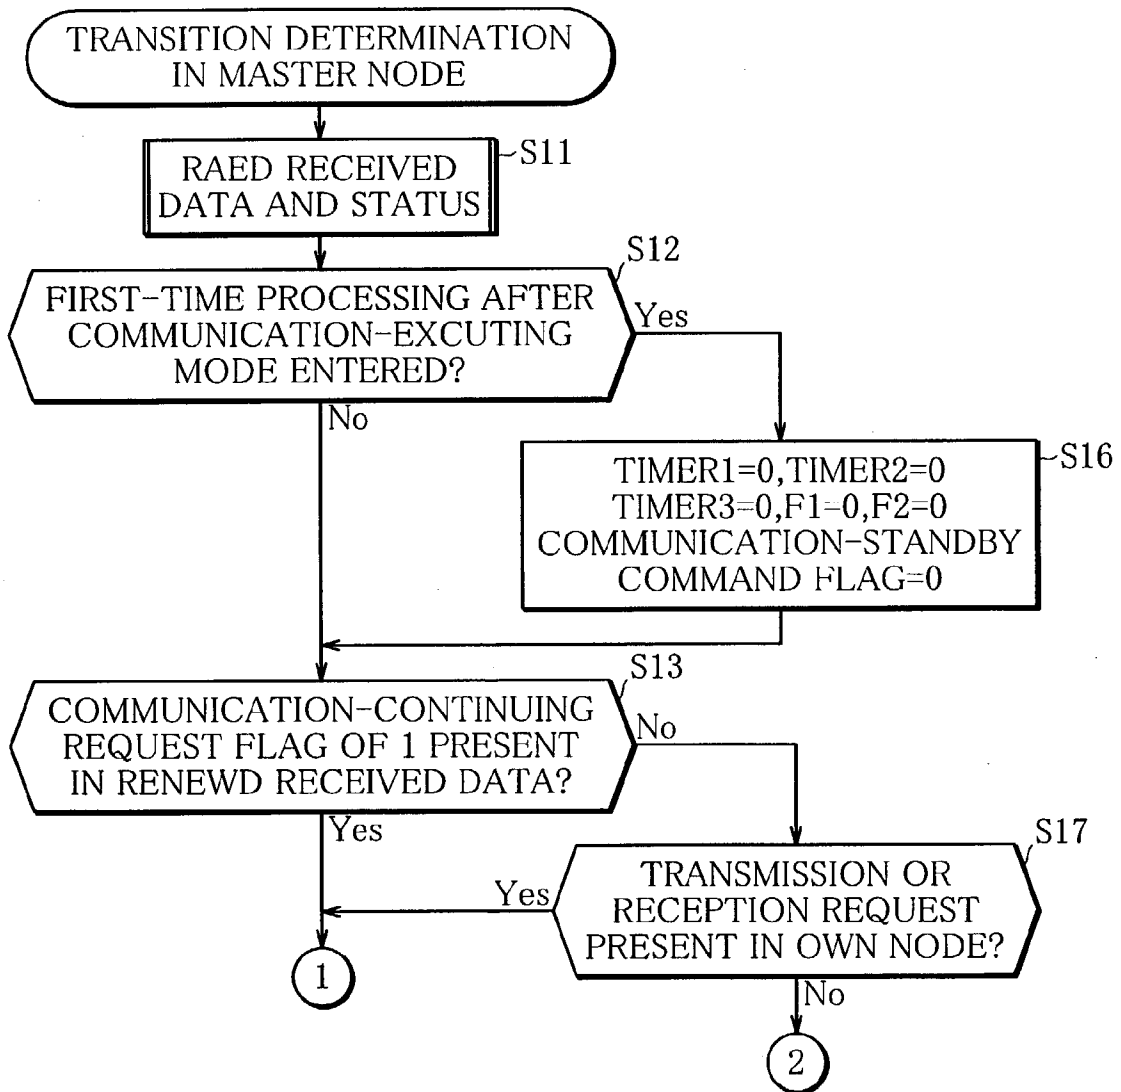 TRANSITION DETERMINATION
IN MASTER NODE
S11
RAED RECEIVED
DATA AND STATUS
S12
FIRST-TIME PROCESSING AFTER
COMMUNICATION-EXCUTING
MODE ENTERED?
Yes
No
S16
TIMER1=0,TIMER2=0
TIMER3=0,F1=0,F2=0
COMMUNICATION-STANDBY
COMMAND FLAG=0
S13
COMMUNICATION-CONTINUING
REQUEST FLAG OF 1 PRESENT
IN RENEWD RECEIVED DATA?
No
Yes
S17
TRANSMISSION OR
RECEPTION REQUEST
PRESENT IN OWN NODE?
Yes
No
1
2